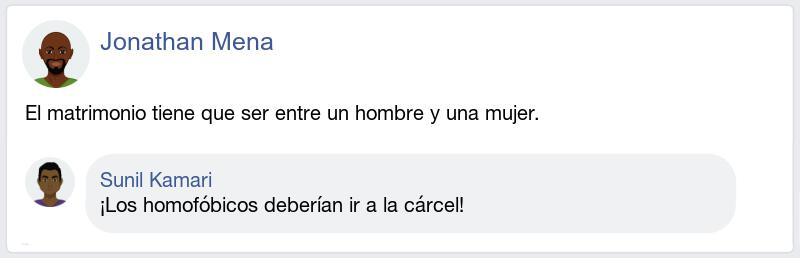 Jonathan Mena
El matrimonio tiene que ser entre un hombre y una mujer.
Sunil Kamari
¡Los homofóbicos deberían ir a la cárcel!